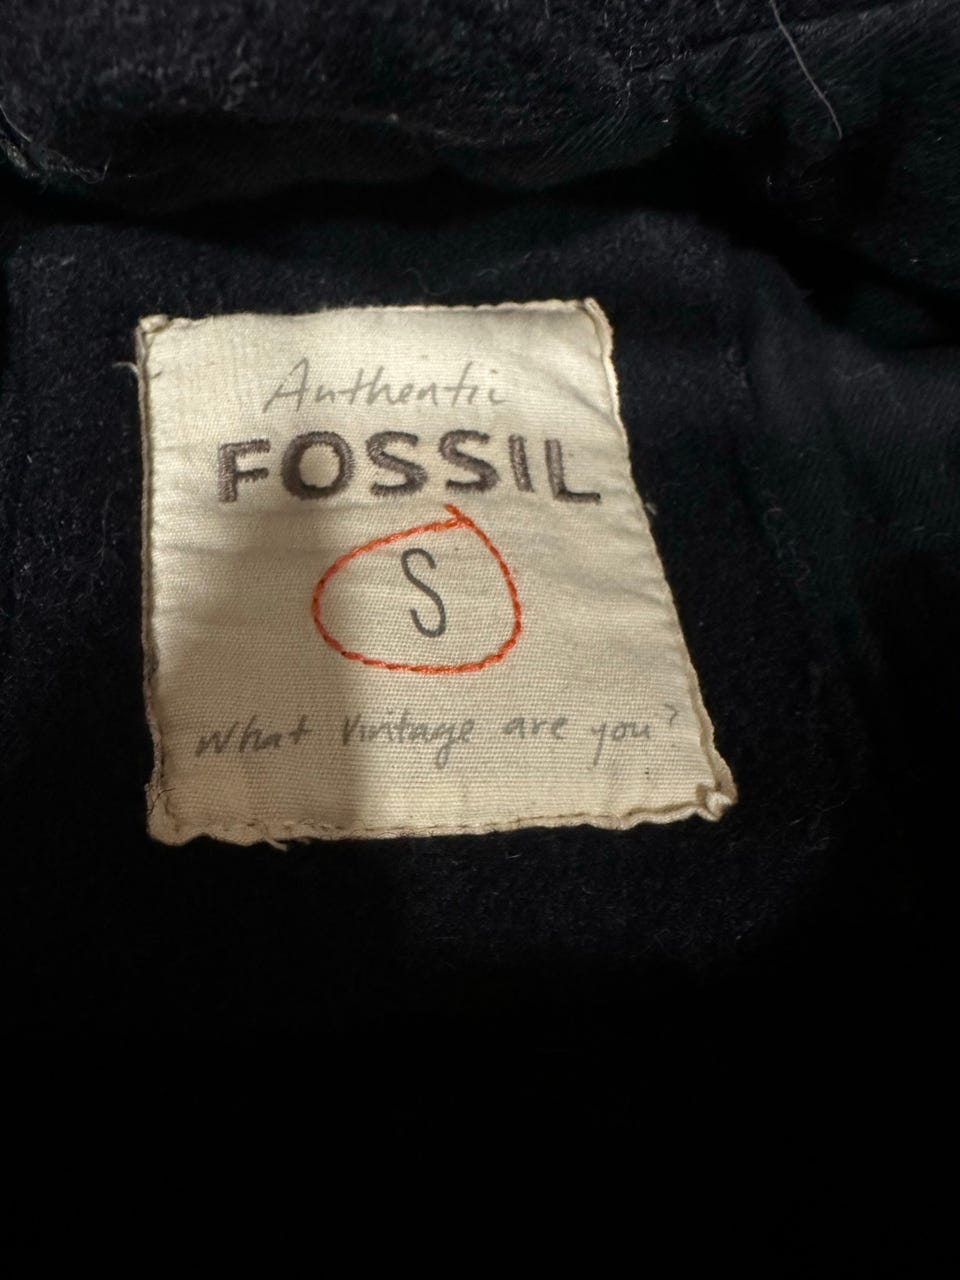 Authentic
FOSSIL
S
What Vintage are you?